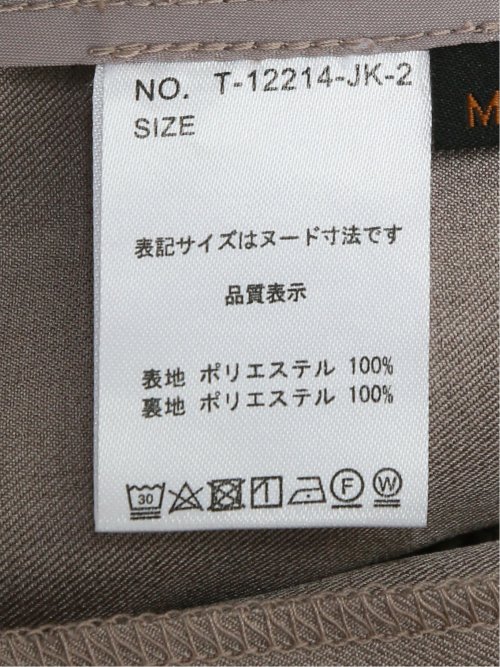 NO. T-12214-JK-2
SIZE
表記サイズはヌード寸法です
品質表示
表地 ポリエステル 100%
裏地 ポリエステル 100%
30 F W
M